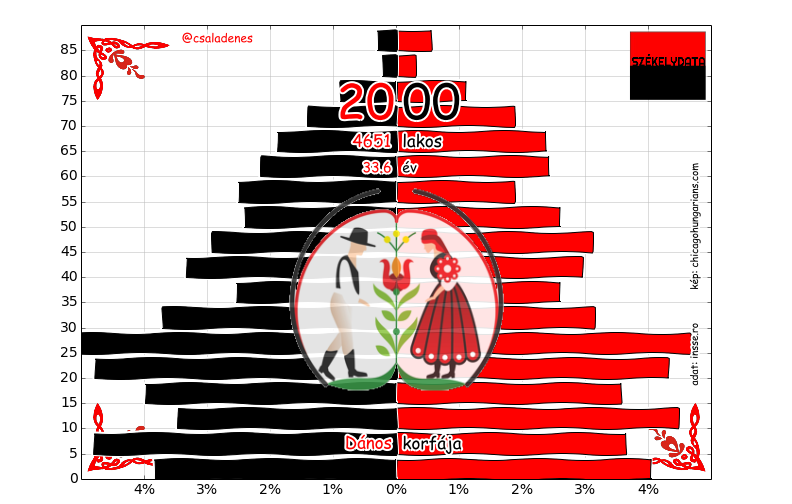 @csaladenes
SZÉKELYDATA
2000
4651 lakos
33.6 év
kép: chicagohungarians.com
adat: insse.ro
Dános korfája
85
80
75
70
65
60
55
50
45
40
35
30
25
20
15
10
5
0
4% 3% 2% 1% 0% 1% 2% 3% 4%